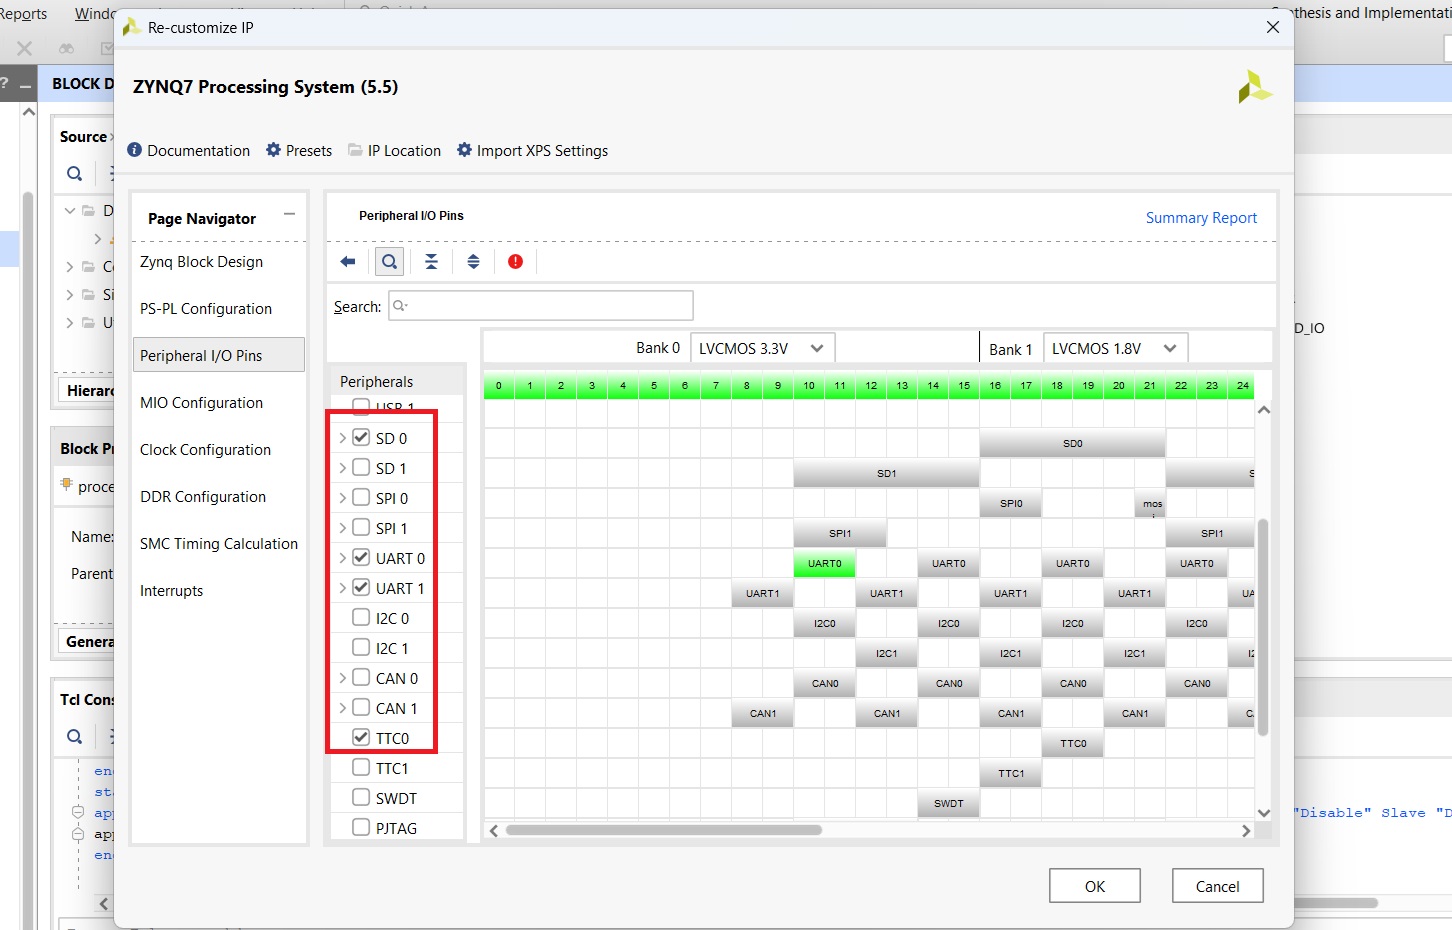 Reports
Re-customize IP
thesis and Implementati
BLOCK D
ZYNQ7 Processing System (5.5)
Source
Documentation Presets IP Location Import XPS Settings
Page Navigator
Peripheral I/O Pins
Summary Report
Zynq Block Design
PS-PL Configuration
Peripheral I/O Pins
MIO Configuration
Clock Configuration
DDR Configuration
SMC Timing Calculation
Interrupts
Search:
D_IO
Bank 0 LVCMOS 3.3V Bank 1 LVCMOS 1.8V
Peripherals 0 1 2 3 4 5 6 7 8 9 10 11 12 13 14 15 16 17 18 19 20 21 22 23 24
USB 1
SD 0 SD0
SD 1 SD1 S
SPI 0 SPI0 mosi
SPI 1 SPI1 SPI1
UART 0 UART0 UART0 UART0 UART0
UART 1 UART1 UART1 UART1 UART1 UA
I2C 0 I2C0 I2C0 I2C0 I2C0
I2C 1 I2C1 I2C1 I2C1
CAN 0 CAN0 CAN0 CAN0 CAN0
CAN 1 CAN1 CAN1 CAN1 CAN1 C
TTC0 TTC0
TTC1 TTC1
SWDT SWDT
PJTAG
Hierarc
Block Pr
proce
Name:
Parent
Genera
Tcl Cons
en
sta
ap
ap
en
"Disable" Slave "D
OK Cancel